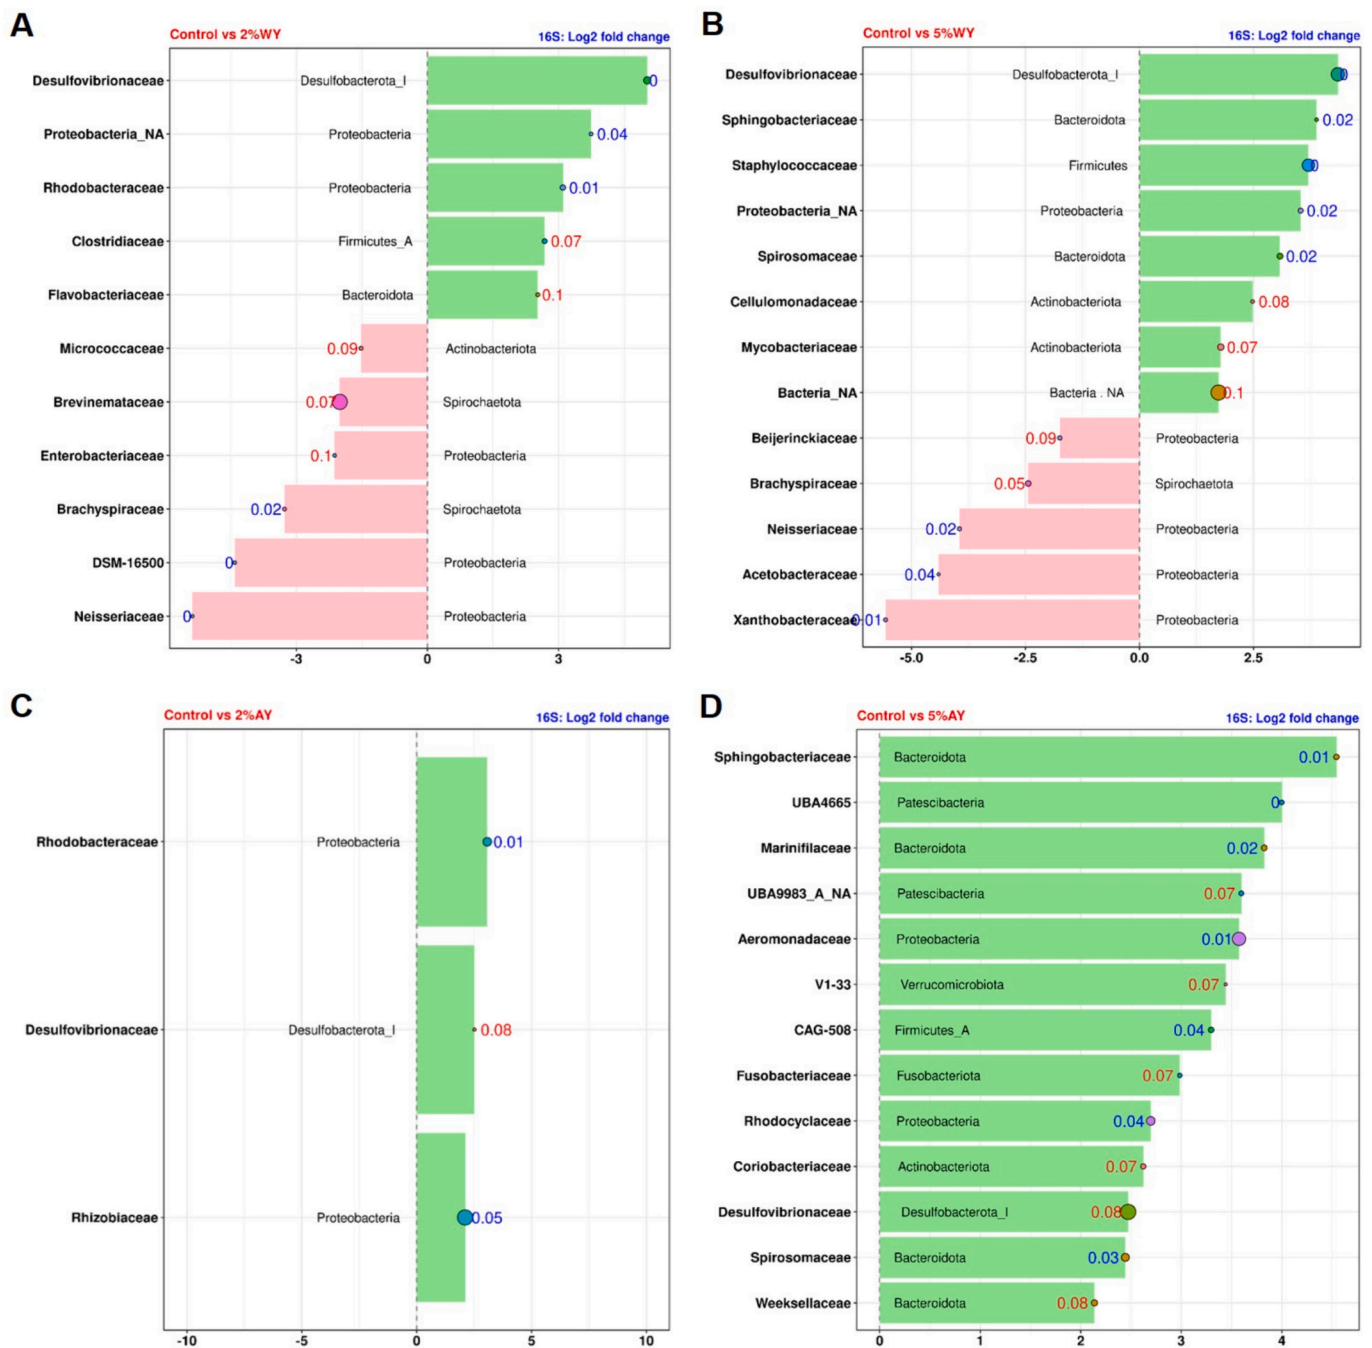 A
Control vs 2%WY 16S: Log2 fold change
Desulfovibrionaceae Desulfobacterota_I 0
Proteobacteria_NA Proteobacteria 0.04
Rhodobacteraceae Proteobacteria 0.01
Clostridiaceae Firmicutes_A 0.07
Flavobacteriaceae Bacteroidota 0.1
Micrococcaceae 0.09 Actinobacteriota
Brevinemataceae 0.07 Spirochaetota
Enterobacteriaceae 0.1 Proteobacteria
Brachyspiraceae 0.02 Spirochaetota
DSM-16500 0 Proteobacteria
Neisseriaceae 0 Proteobacteria
-3 0 3
B
Control vs 5%WY 16S: Log2 fold change
Desulfovibrionaceae Desulfobacterota_I 0
Sphingobacteriaceae Bacteroidota 0.02
Staphylococcaceae Firmicutes 0
Proteobacteria_NA Proteobacteria 0.02
Spirosomaceae Bacteroidota 0.02
Cellulomonadaceae Actinobacteriota 0.08
Mycobacteriaceae Actinobacteriota 0.07
Bacteria_NA Bacteria . NA 0.1
Beijerinckiaceae 0.09 Proteobacteria
Brachyspiraceae 0.05 Spirochaetota
Neisseriaceae 0.02 Proteobacteria
Acetobacteraceae 0.04 Proteobacteria
Xanthobacteraceae 0.01 Proteobacteria
-5.0 -2.5 0.0 2.5
C
Control vs 2%AY 16S: Log2 fold change
Rhodobacteraceae Proteobacteria 0.01
Desulfovibrionaceae Desulfobacterota_I 0.08
Rhizobiaceae Proteobacteria 0.05
-10 -5 0 5 10
D
Control vs 5%AY 16S: Log2 fold change
Sphingobacteriaceae Bacteroidota 0.01
UBA4665 Patescibacteria 0
Marinifilaceae Bacteroidota 0.02
UBA9983_A_NA Patescibacteria 0.07
Aeromonadaceae Proteobacteria 0.01
V1-33 Verrucomicrobiota 0.07
CAG-508 Firmicutes_A 0.04
Fusobacteriaceae Fusobacteriota 0.07
Rhodocyclaceae Proteobacteria 0.04
Coriobacteriaceae Actinobacteriota 0.07
Desulfovibrionaceae Desulfobacterota_I 0.08
Spirosomaceae Bacteroidota 0.03
Weeksellaceae Bacteroidota 0.08
0 1 2 3 4